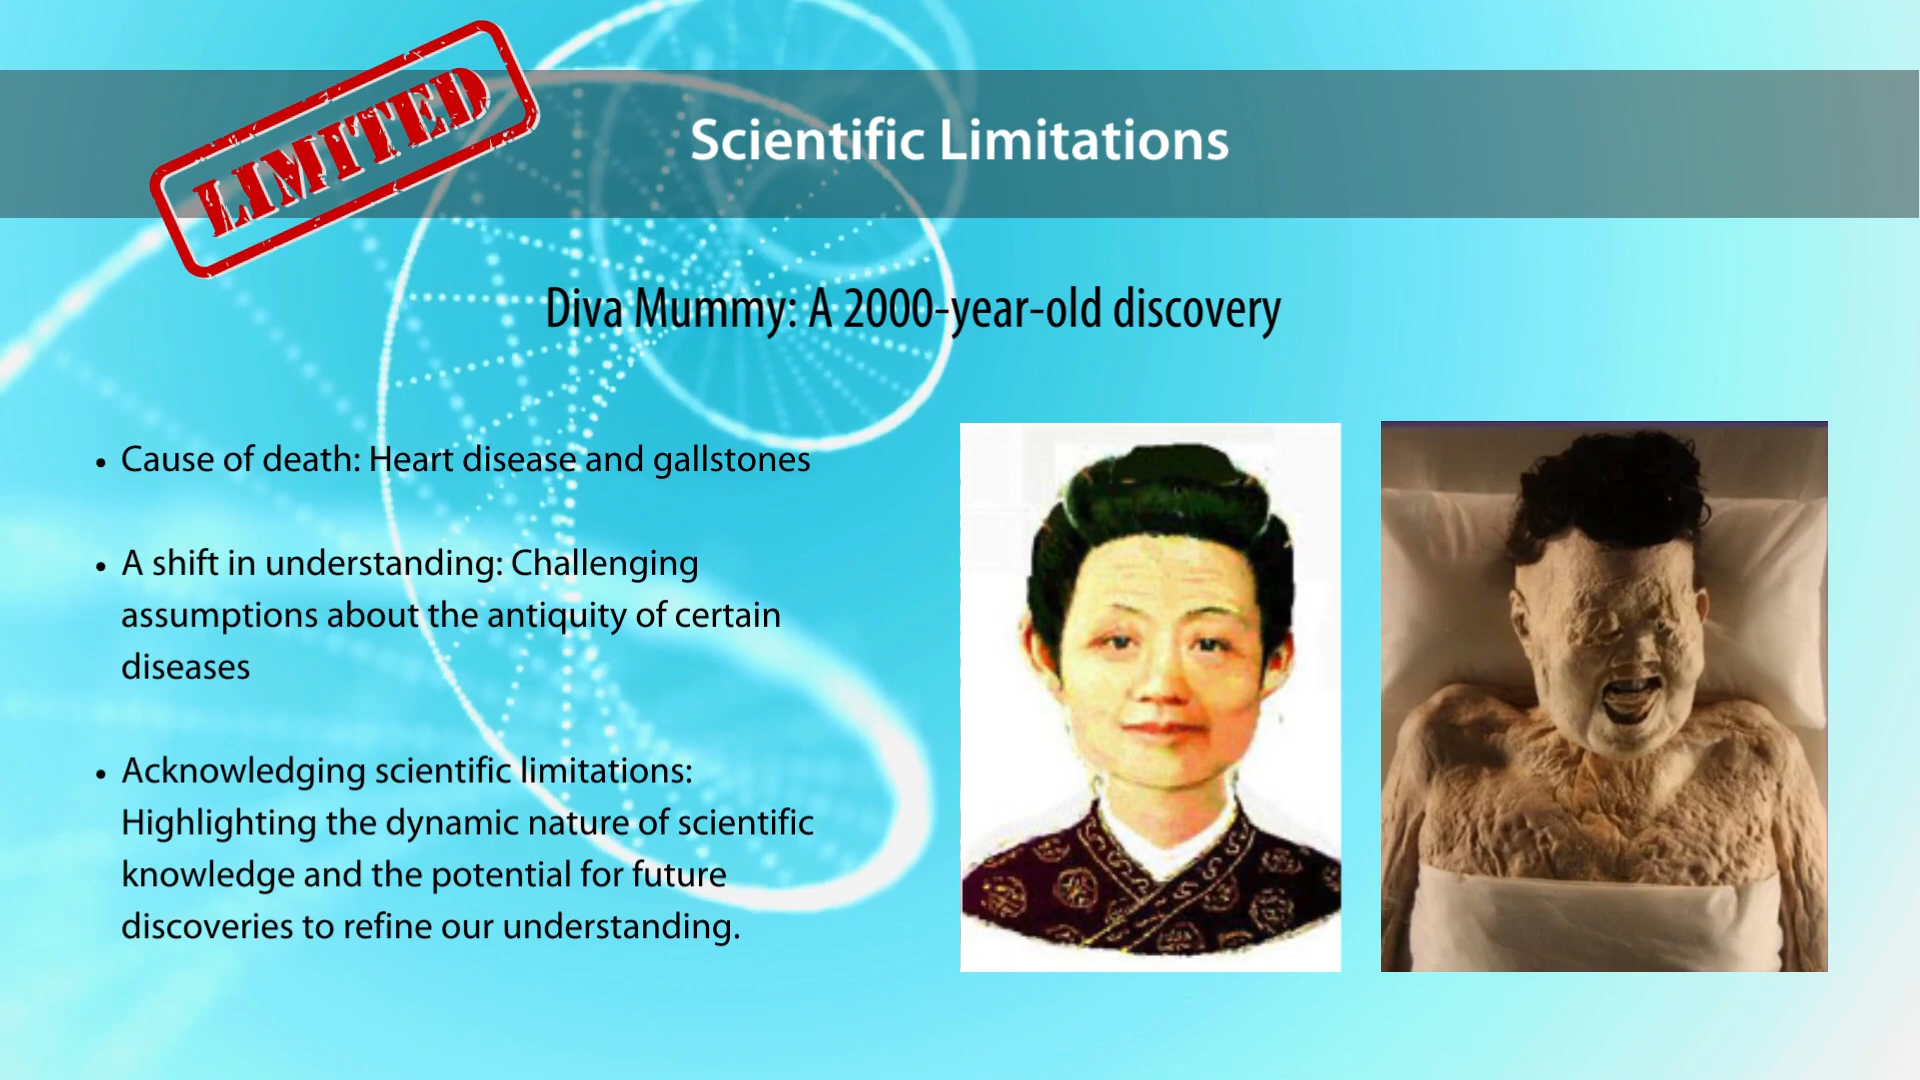 LIMITED
Scientific Limitations
Diva Mummy: A 2000-year-old discovery
• Cause of death: Heart disease and gallstones
• A shift in understanding: Challenging
assumptions about the antiquity of certain
diseases
• Acknowledging scientific limitations:
Highlighting the dynamic nature of scientific
knowledge and the potential for future
discoveries to refine our understanding.